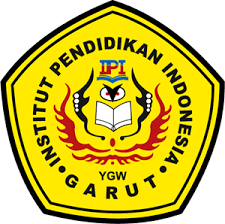 INSTITUT PENDIDIKAN INDONESIA
IPI
YGW
GARUT